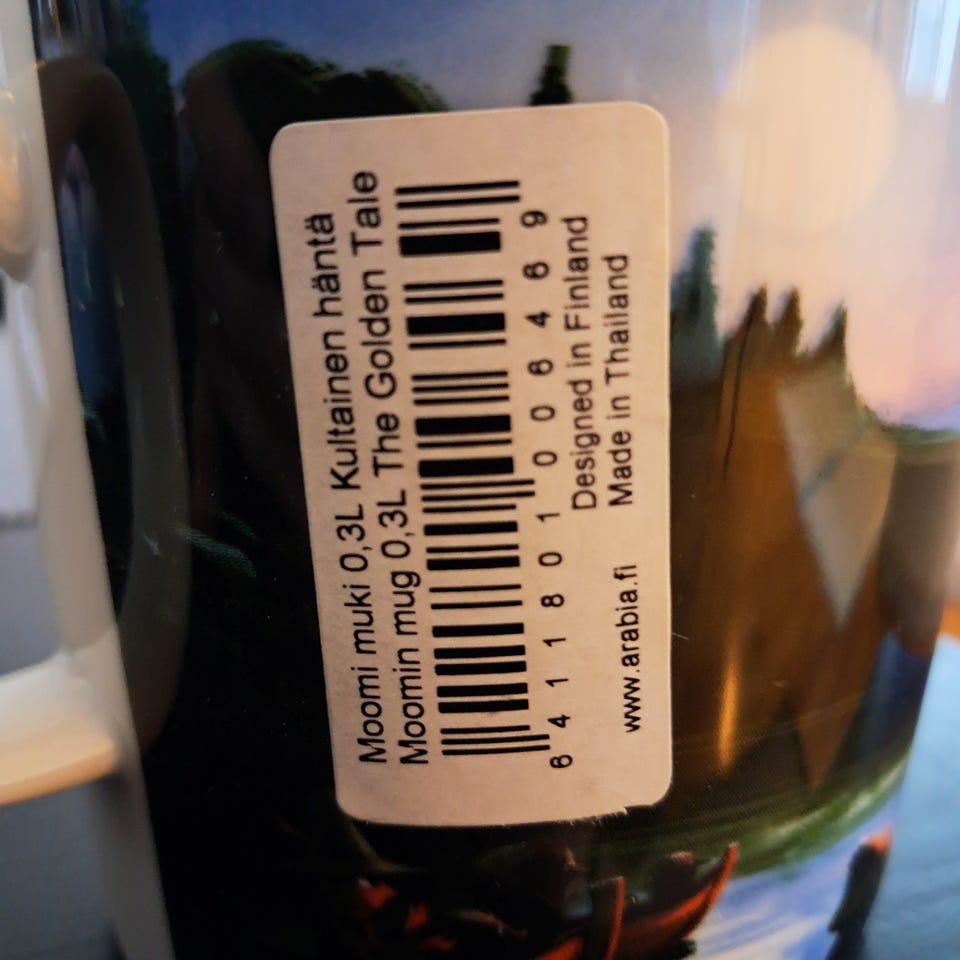 Moomi muki 0,3L Kultainen häntä
Moomin mug 0,3L The Golden Tale
6 411801 006469
Designed in Finland
www.arabia.fi Made in Thailand